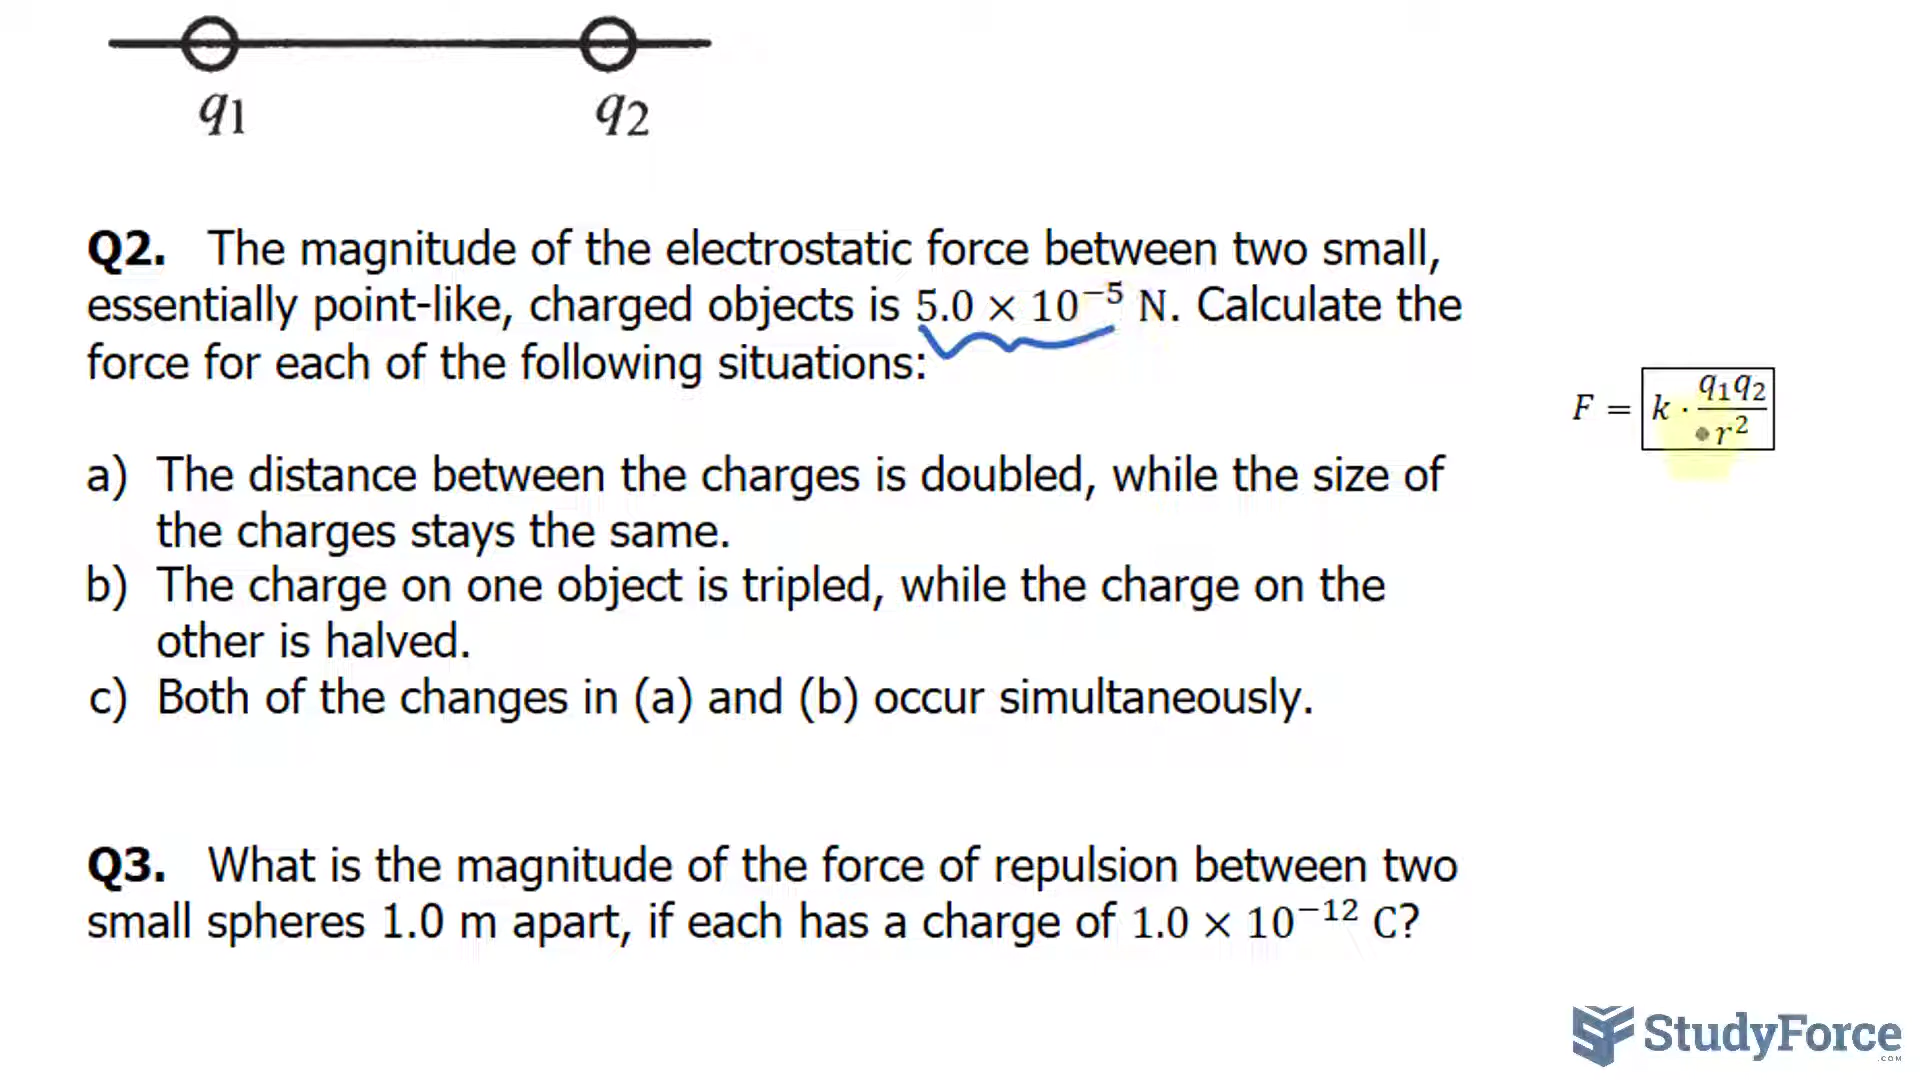 q1 q2
Q2. The magnitude of the electrostatic force between two small,
essentially point-like, charged objects is 5.0 × 10⁻⁵ N. Calculate the
force for each of the following situations:
F = k · q₁q₂ / r²
a) The distance between the charges is doubled, while the size of
the charges stays the same.
b) The charge on one object is tripled, while the charge on the
other is halved.
c) Both of the changes in (a) and (b) occur simultaneously.
Q3. What is the magnitude of the force of repulsion between two
small spheres 1.0 m apart, if each has a charge of 1.0 × 10⁻¹² C?
SF StudyForce
.COM